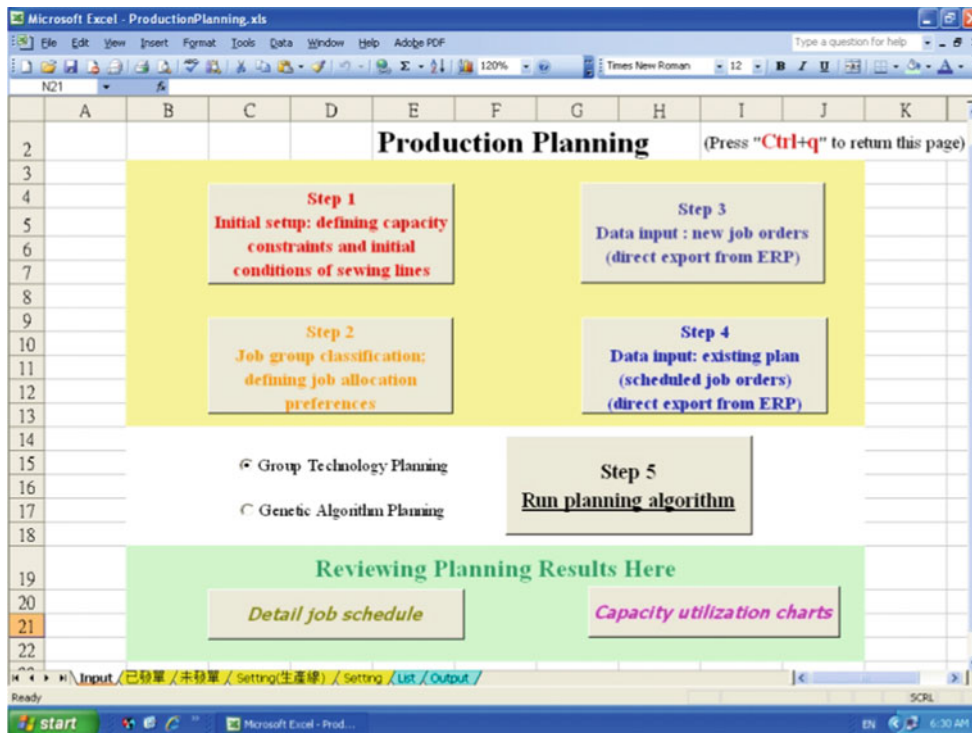 Microsoft Excel - ProductionPlanning.xls
File Edit View Insert Format Tools Data Window Help Adobe PDF
Type a question for help
120%
Times New Roman
12
B I U
N21
fx
A B C D E F G H I J K
2
Production Planning
(Press "Ctrl+q" to return this page)
3
4
5
6
7
8
9
10
11
12
13
14
15
16
17
18
19
20
21
22
Step 1
Initial setup: defining capacity
constraints and initial
conditions of sewing lines
Step 3
Data input : new job orders
(direct export from ERP)
Step 2
Job group classification;
defining job allocation
preferences
Step 4
Data input: existing plan
(scheduled job orders)
(direct export from ERP)
Group Technology Planning
Genetic Algorithm Planning
Step 5
Run planning algorithm
Reviewing Planning Results Here
Detail job schedule
Capacity utilization charts
Input 已發單 未發單 Setting(生產線) Setting List Output
Ready
SCRL
start
Microsoft Excel - Prod...
EN
6:30 AM